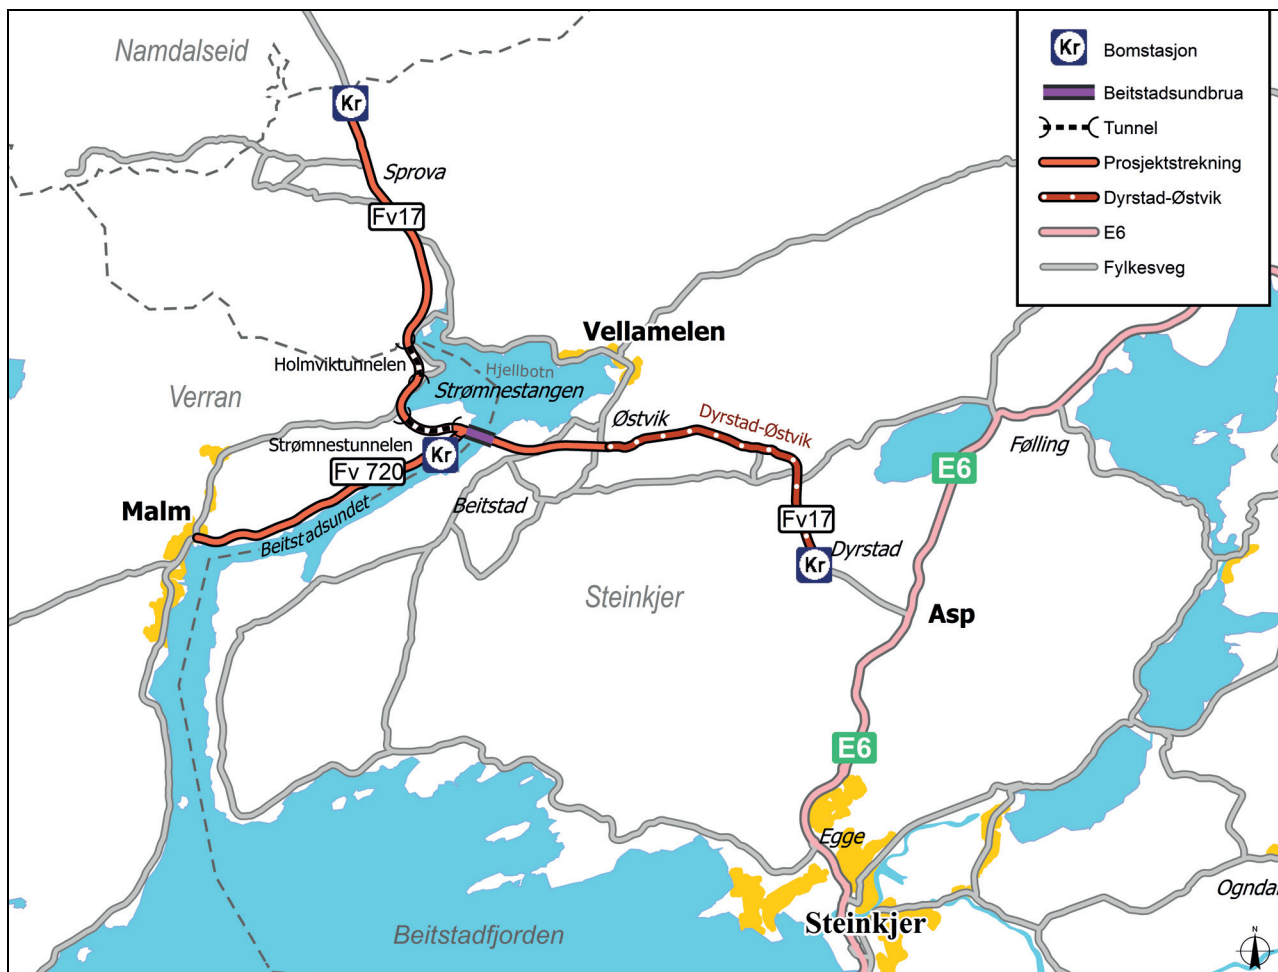 Namdalseid
Kr
Bomstasjon
Kr
Beitstadsundbrua
Tunnel
Prosjektstrekning
Dyrstad-Østvik
E6
Fylkesveg
Sprova
Fv17
Vellamelen
Holmviktunnelen
Hjellbotn
Strømnestangen
Verran
Østvik
Dyrstad-Østvik
Strømnestunnelen
Kr
Fv 720
Følling
E6
Malm
Beitstad
Beitstadsundet
Fv17
Dyrstad
Kr
Steinkjer
Asp
E6
Egge
Ogndal
Steinkjer
Beitstadfjorden
N